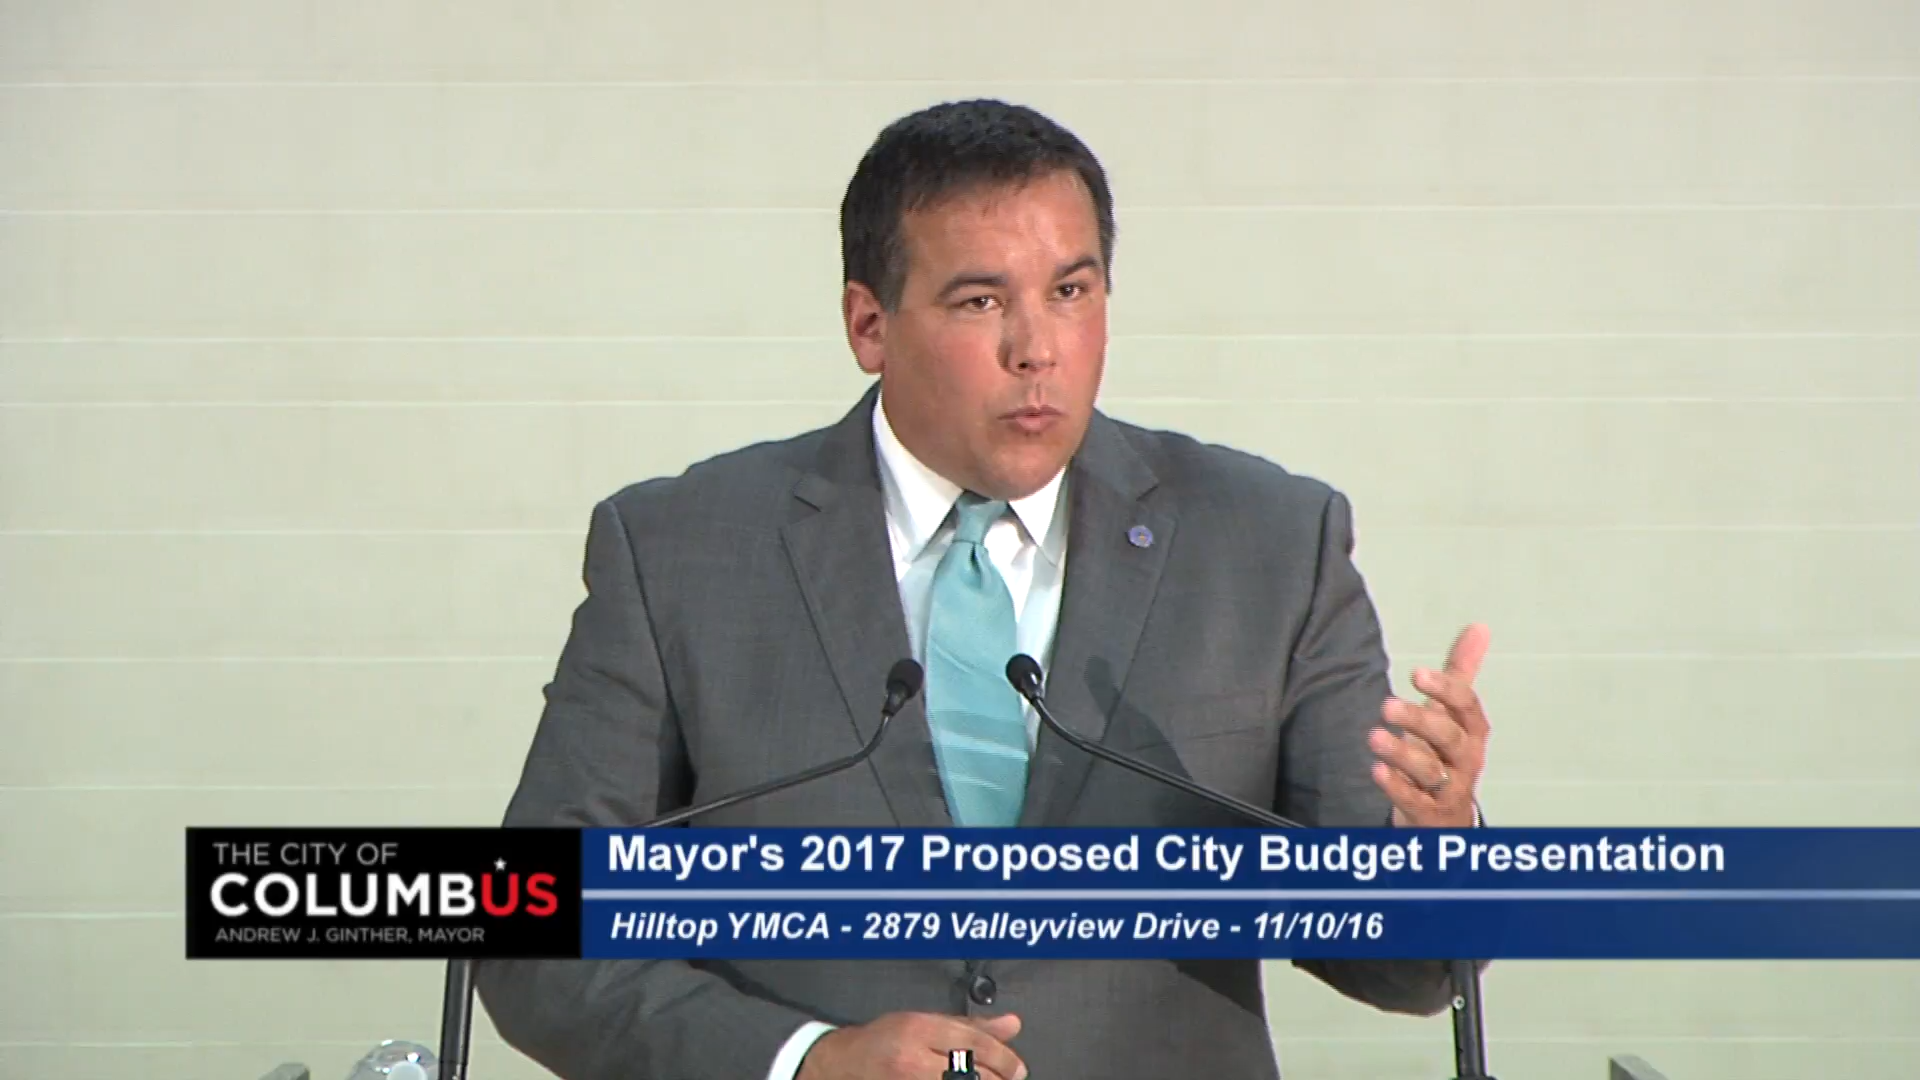 THE CITY OF
COLUMBUS
ANDREW J. GINTHER, MAYOR
Mayor's 2017 Proposed City Budget Presentation
Hilltop YMCA - 2879 Valleyview Drive - 11/10/16